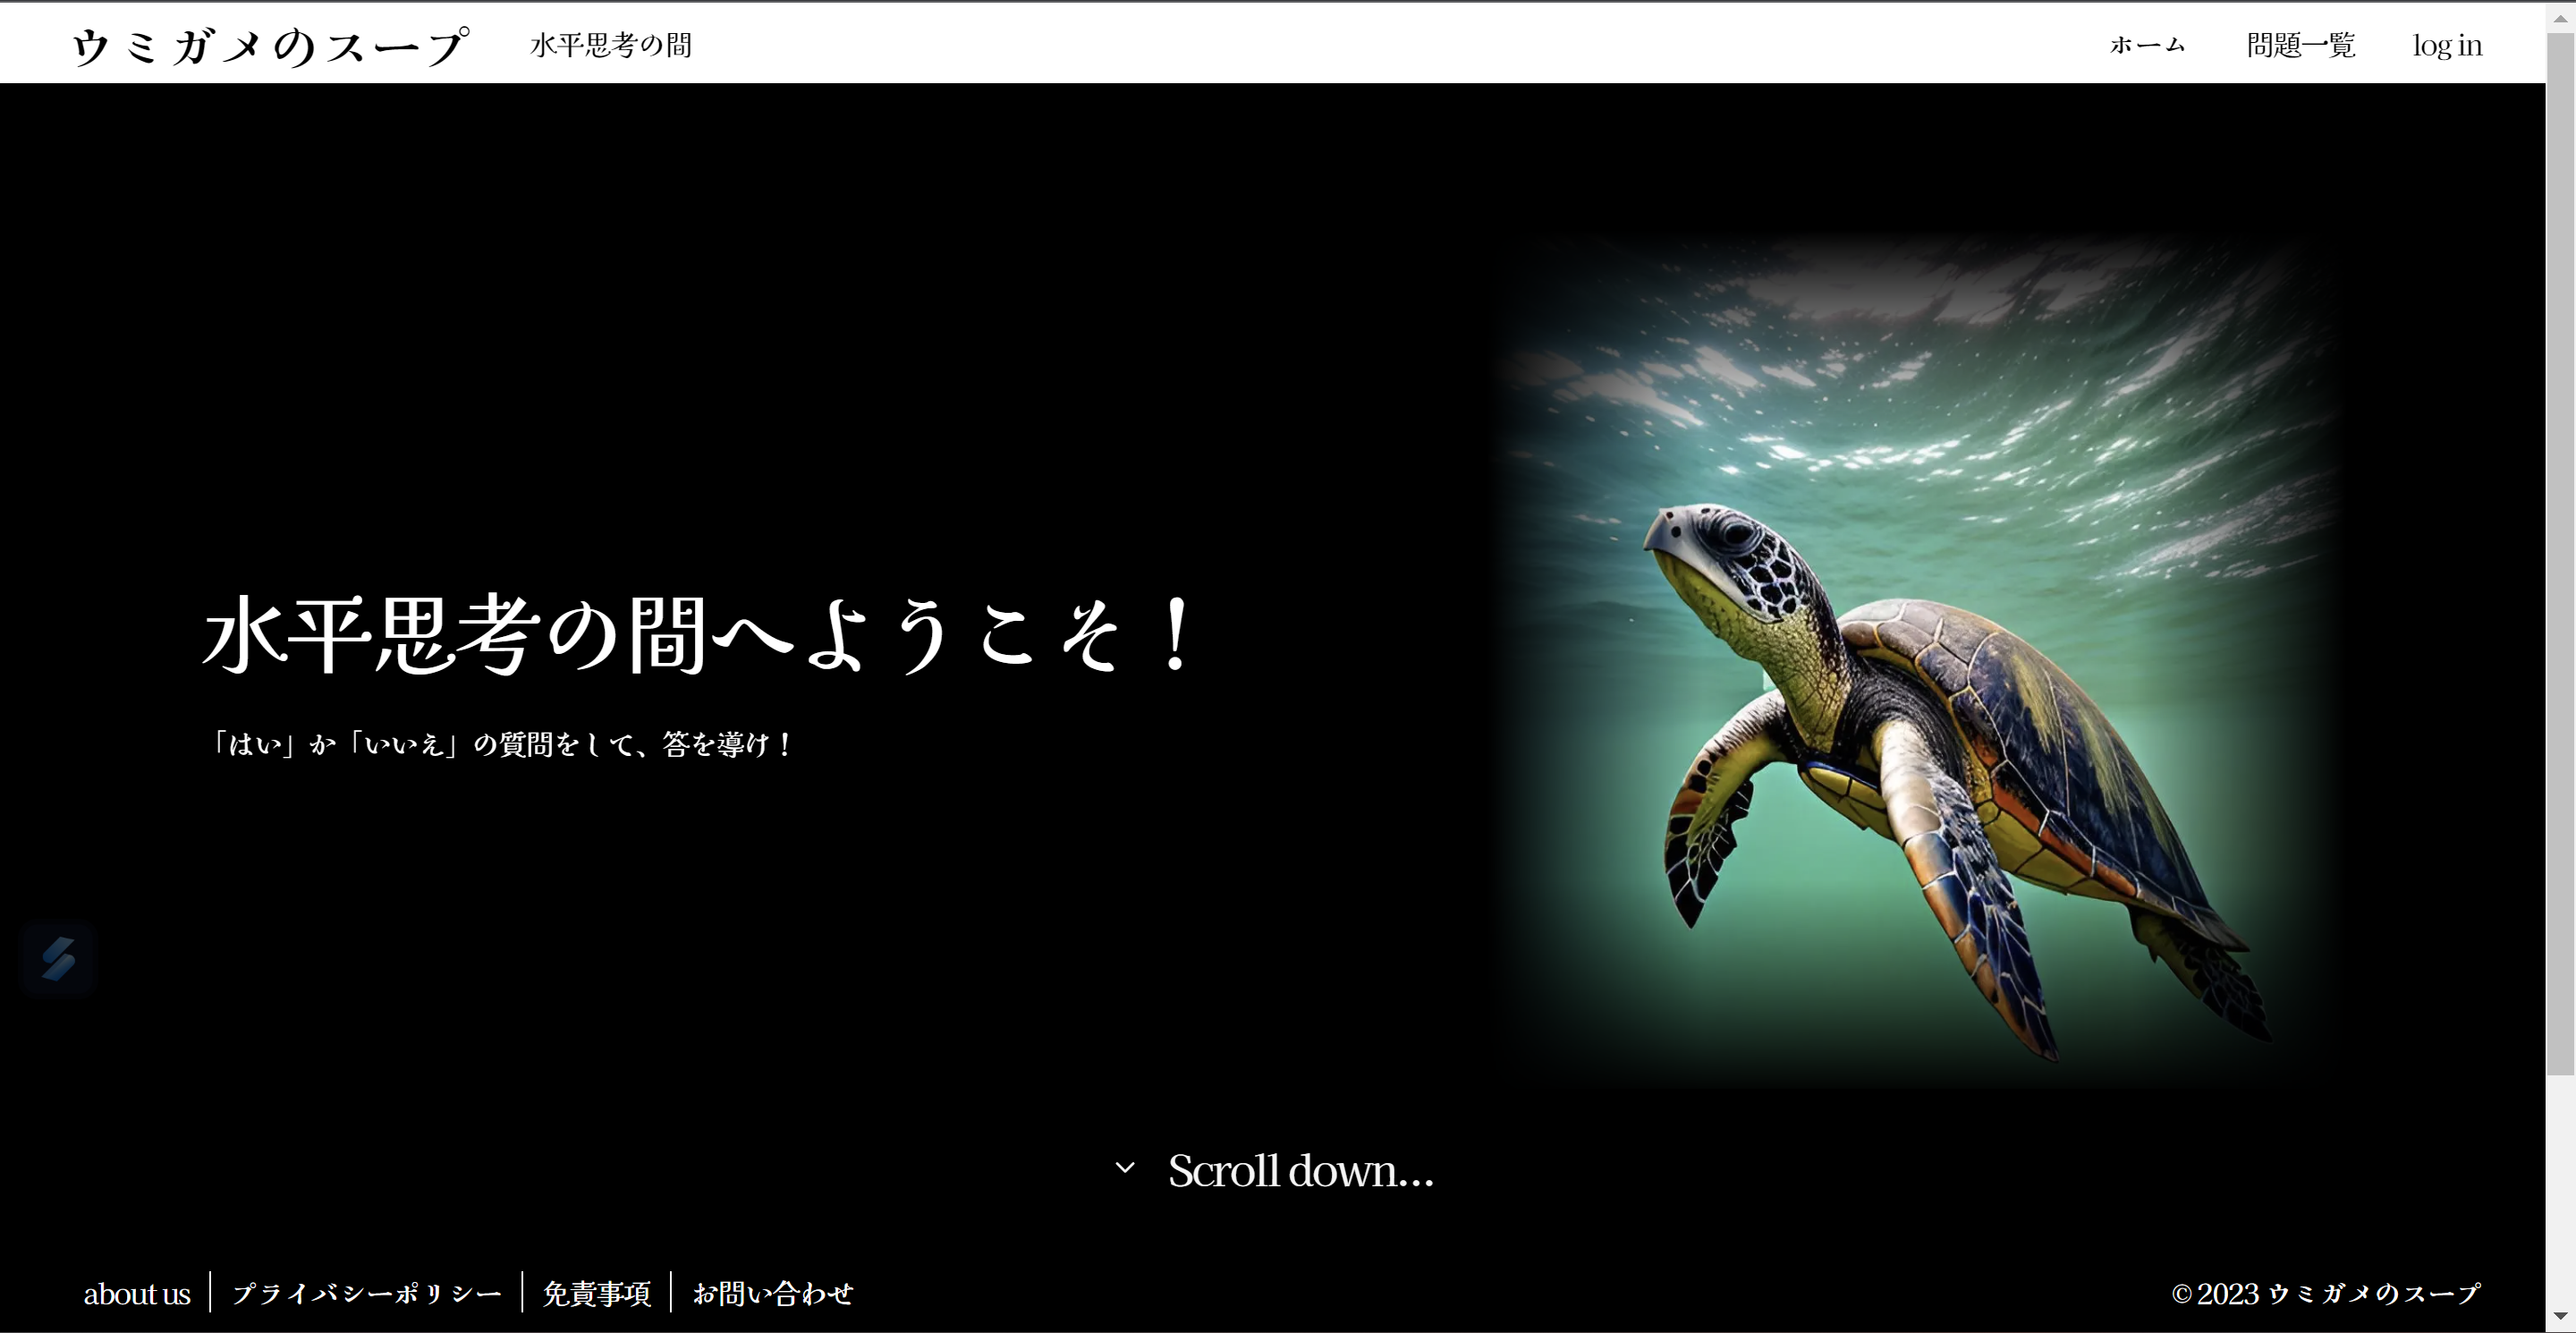 ウミガメのスープ 水平思考の間 ホーム 問題一覧 log in
水平思考の間へようこそ！
「はい」か「いいえ」の質問をして、答を導け！
Scroll down...
about us プライバシーポリシー 免責事項 お問い合わせ © 2023 ウミガメのスープ